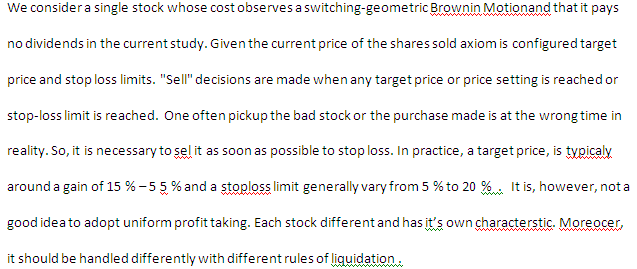 We consider a single stock whose cost observes a switching-geometric Brownin Motionand that it pays
no dividends in the current study. Given the current price of the shares sold axiom is configured target
price and stop loss limits. "Sell" decisions are made when any target price or price setting is reached or
stop-loss limit is reached.  One often pickup the bad stock or the purchase made is at the wrong time in
reality. So, it is necessary to sel it as soon as possible to stop loss. In practice, a target price, is typicaly
around a gain of 15 % – 5 5 % and a stoploss limit generally vary from 5 % to 20 % .  It is, however, not a
good idea to adopt uniform profit taking. Each stock different and has it’s own characterstic. Moreocer,
it should be handled differently with different rules of liquidation .